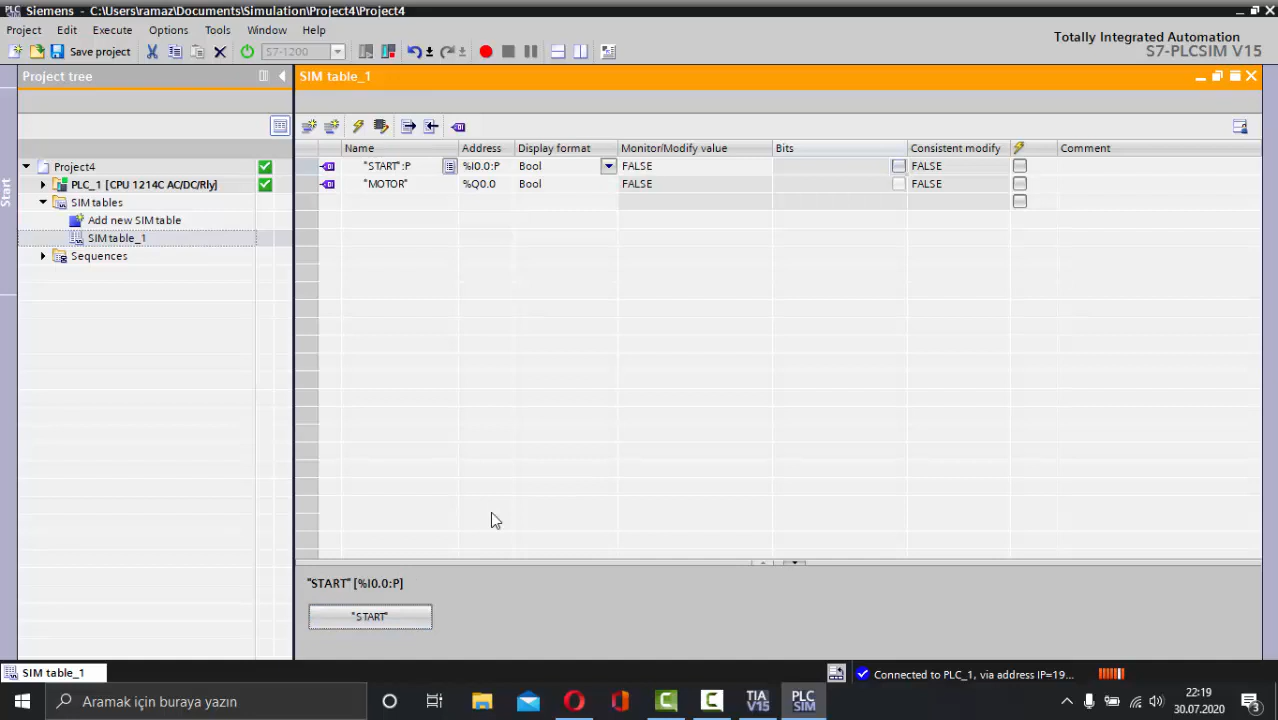 Siemens - C:\Users\ramaz\Documents\Simulation\Project4\Project4
Project Edit Execute Options Tools Window Help
Totally Integrated Automation
S7-PLCSIM V15
Save project
S7-1200
Project tree
SIM table_1
Start
Name Address Display format Monitor/Modify value Bits Consistent modify Comment
"START":P %I0.0:P Bool FALSE FALSE
"MOTOR" %Q0.0 Bool FALSE FALSE
Project4
PLC_1 [CPU 1214C AC/DC/Rly]
SIM tables
Add new SIM table
SIM table_1
Sequences
"START" [%I0.0:P]
"START"
SIM table_1
Connected to PLC_1, via address IP=19...
Aramak için buraya yazın
TIA V15
PLC SIM
22:19
30.07.2020
3